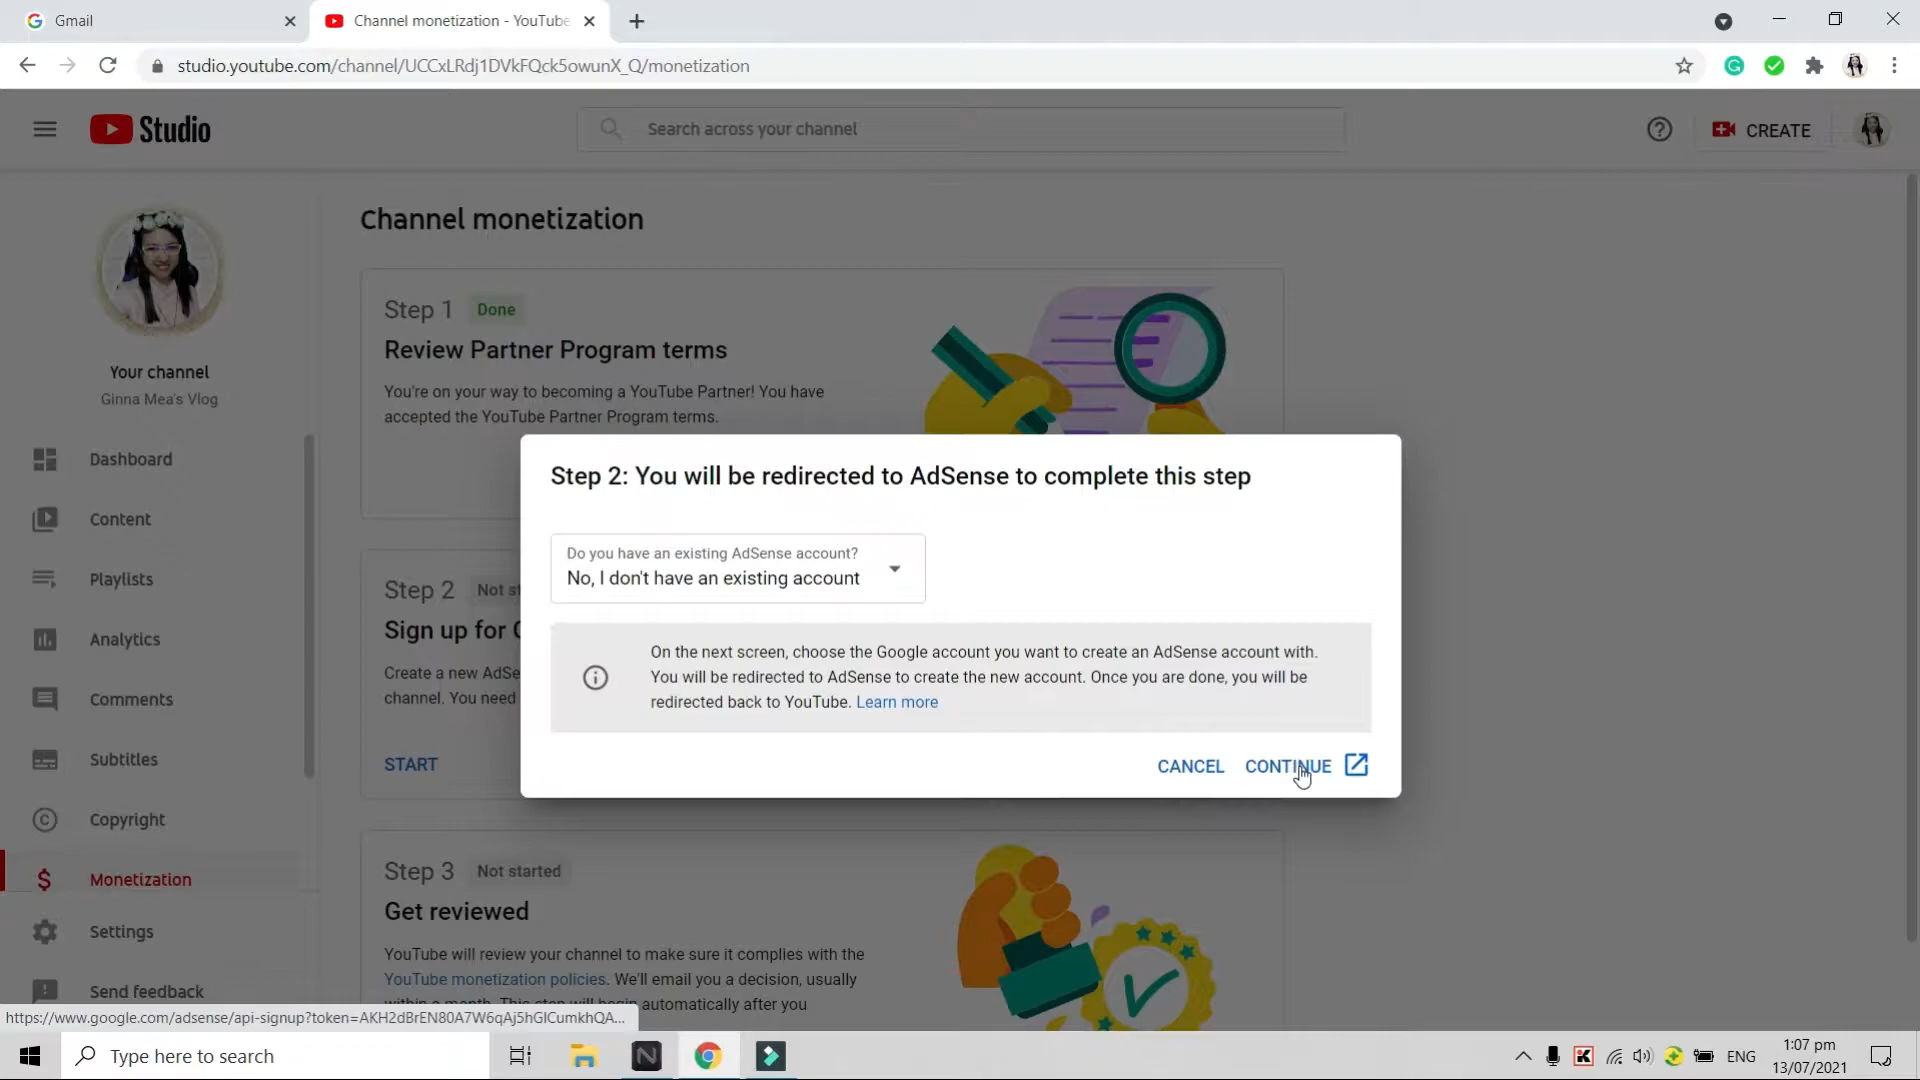 Gmail
Channel monetization - YouTube
studio.youtube.com/channel/UCCxLRdj1DVkFQck5owunX_Q/monetization
Studio
Search across your channel
CREATE
Your channel
Ginna Mea's Vlog
Dashboard
Content
Playlists
Analytics
Comments
Subtitles
Copyright
Monetization
Settings
Send feedback
Channel monetization
Step 1 Done
Review Partner Program terms
You're on your way to becoming a YouTube Partner! You have
accepted the YouTube Partner Program terms.
Step 2 Not st
Sign up for
Create a new AdSe
channel. You need
START
Step 2: You will be redirected to AdSense to complete this step
Do you have an existing AdSense account?
No, I don't have an existing account
On the next screen, choose the Google account you want to create an AdSense account with.
You will be redirected to AdSense to create the new account. Once you are done, you will be
redirected back to YouTube. Learn more
CANCEL CONTINUE
Step 3 Not started
Get reviewed
YouTube will review your channel to make sure it complies with the
YouTube monetization policies. We'll email you a decision, usually
within a month. This step will begin automatically after you
https://www.google.com/adsense/api-signup?token=AKH2dBrEN80A7W6qAj5hGlCumkhQA...
Type here to search
ENG
1:07 pm
13/07/2021